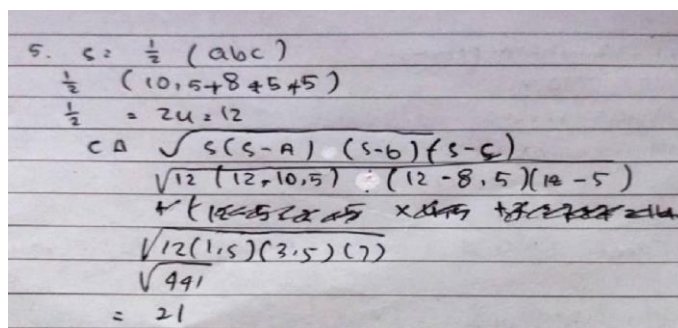 5. s = 1/2 (abc)
1/2 (10,5+8+5+5)
1/2 = 24 = 12
C Δ √s(s-A) (s-b)(s-c)
√12 (12-10,5) (12-8,5)(12-5)
√12(1,5)(3,5)(7)
√441
= 21